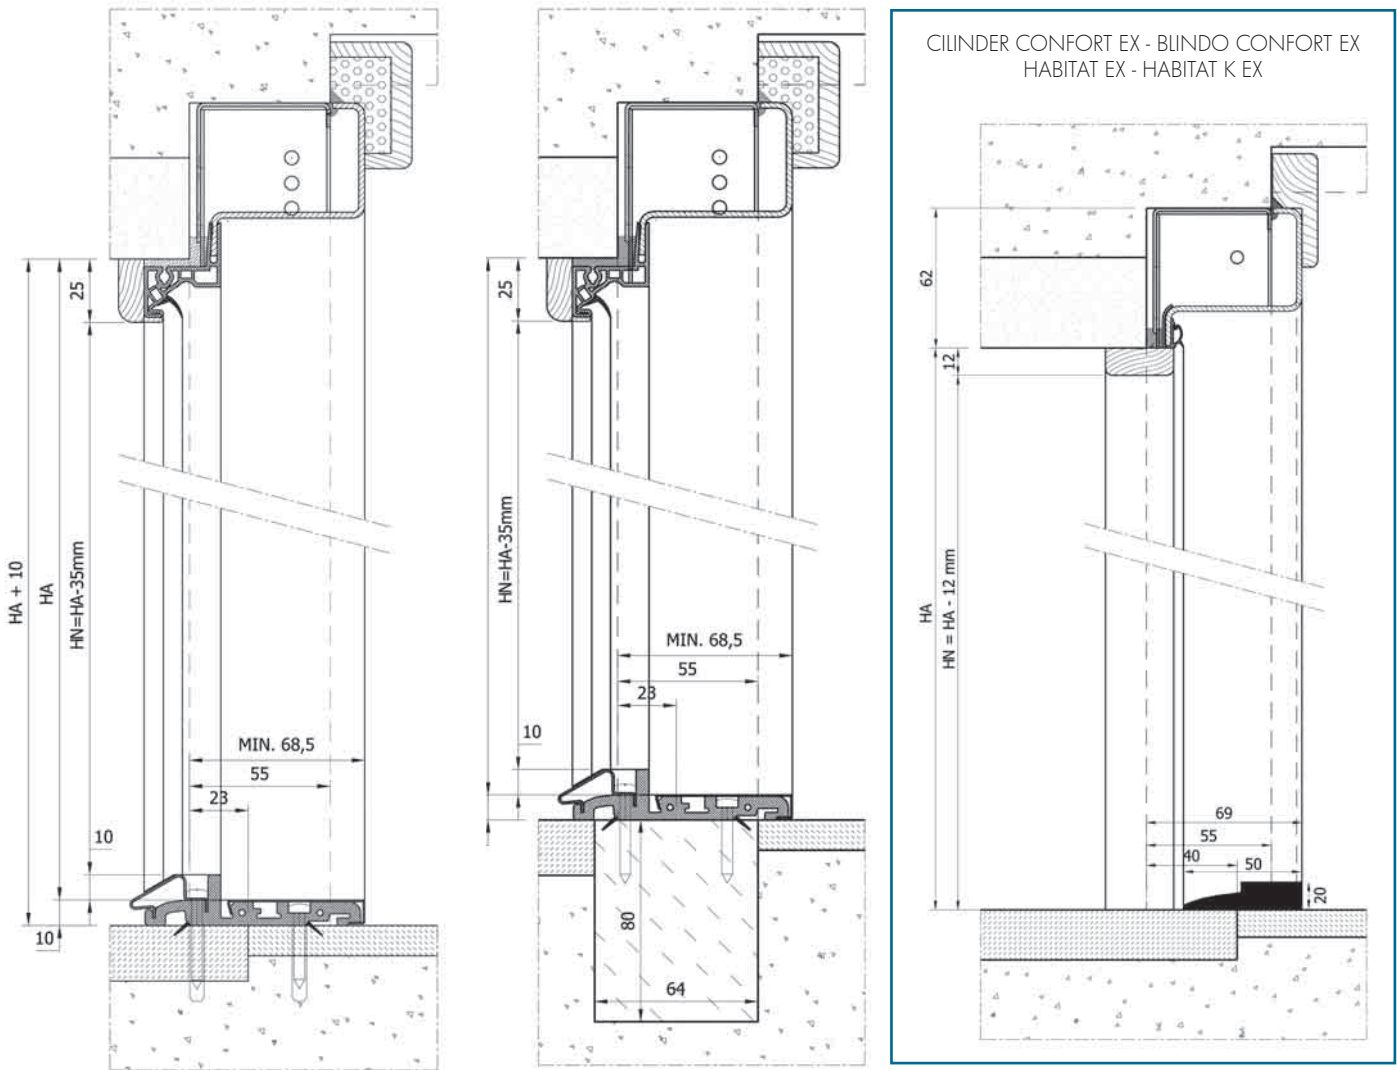 CILINDER CONFORT EX - BLINDO CONFORT EX
HABITAT EX - HABITAT K EX
25
HA + 10
HA
HN=HA-35mm
MIN. 68,5
55
23
10
10
25
HN=HA-35mm
MIN. 68,5
55
23
10
80
64
62
12
HA
HN = HA - 12 mm
69
55
40
50
20